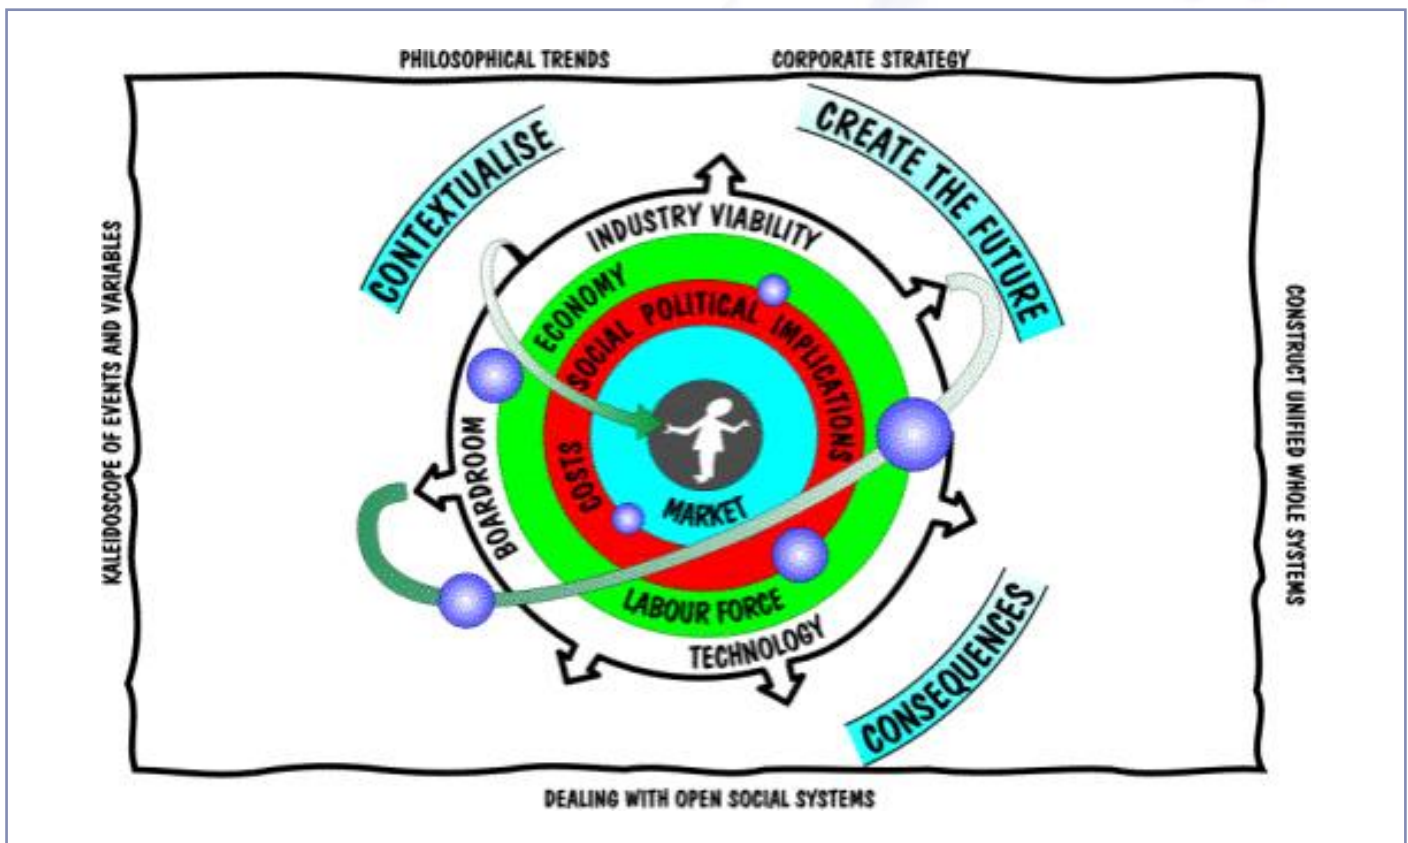 PHILOSOPHICAL TRENDS
CORPORATE STRATEGY
CONTEXTUALISE
CREATE THE FUTURE
KALEIDOSCOPE OF EVENTS AND VARIABLES
CONSTRUCT UNIFIED WHOLE SYSTEMS
INDUSTRY VIABILITY
ECONOMY
SOCIAL POLITICAL IMPLICATIONS
COSTS
MARKET
BOARDROOM
LABOUR FORCE
TECHNOLOGY
CONSEQUENCES
DEALING WITH OPEN SOCIAL SYSTEMS